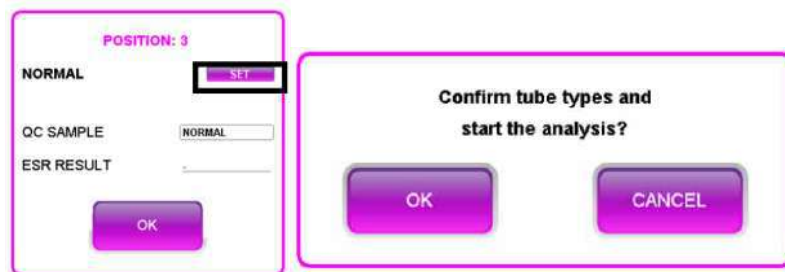 POSITION: 3
NORMAL SET
QC SAMPLE NORMAL
ESR RESULT -
OK
Confirm tube types and
start the analysis?
OK CANCEL